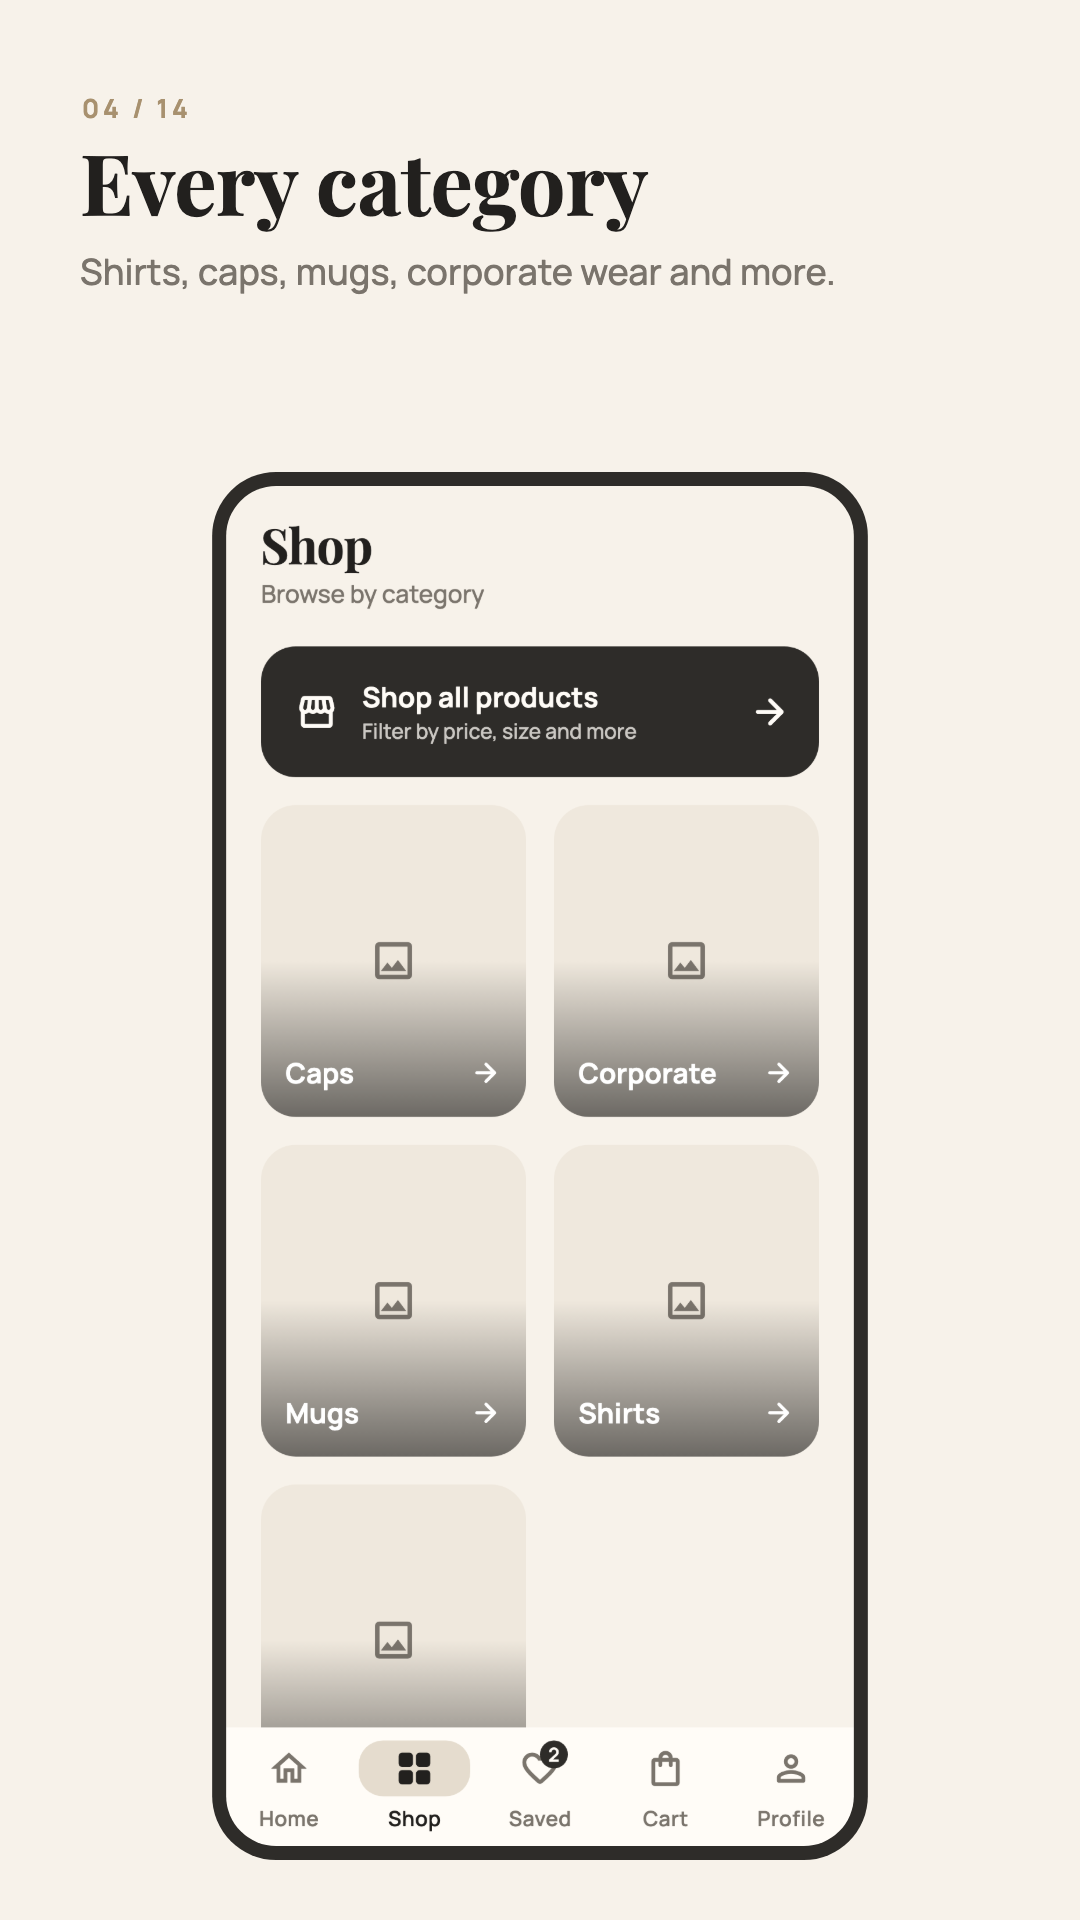 04 / 14
Every category
Shirts, caps, mugs, corporate wear and more.
Shop
Browse by category
Shop all products
Filter by price, size and more
Caps
Corporate
Mugs
Shirts
2
Home
Shop
Saved
Cart
Profile